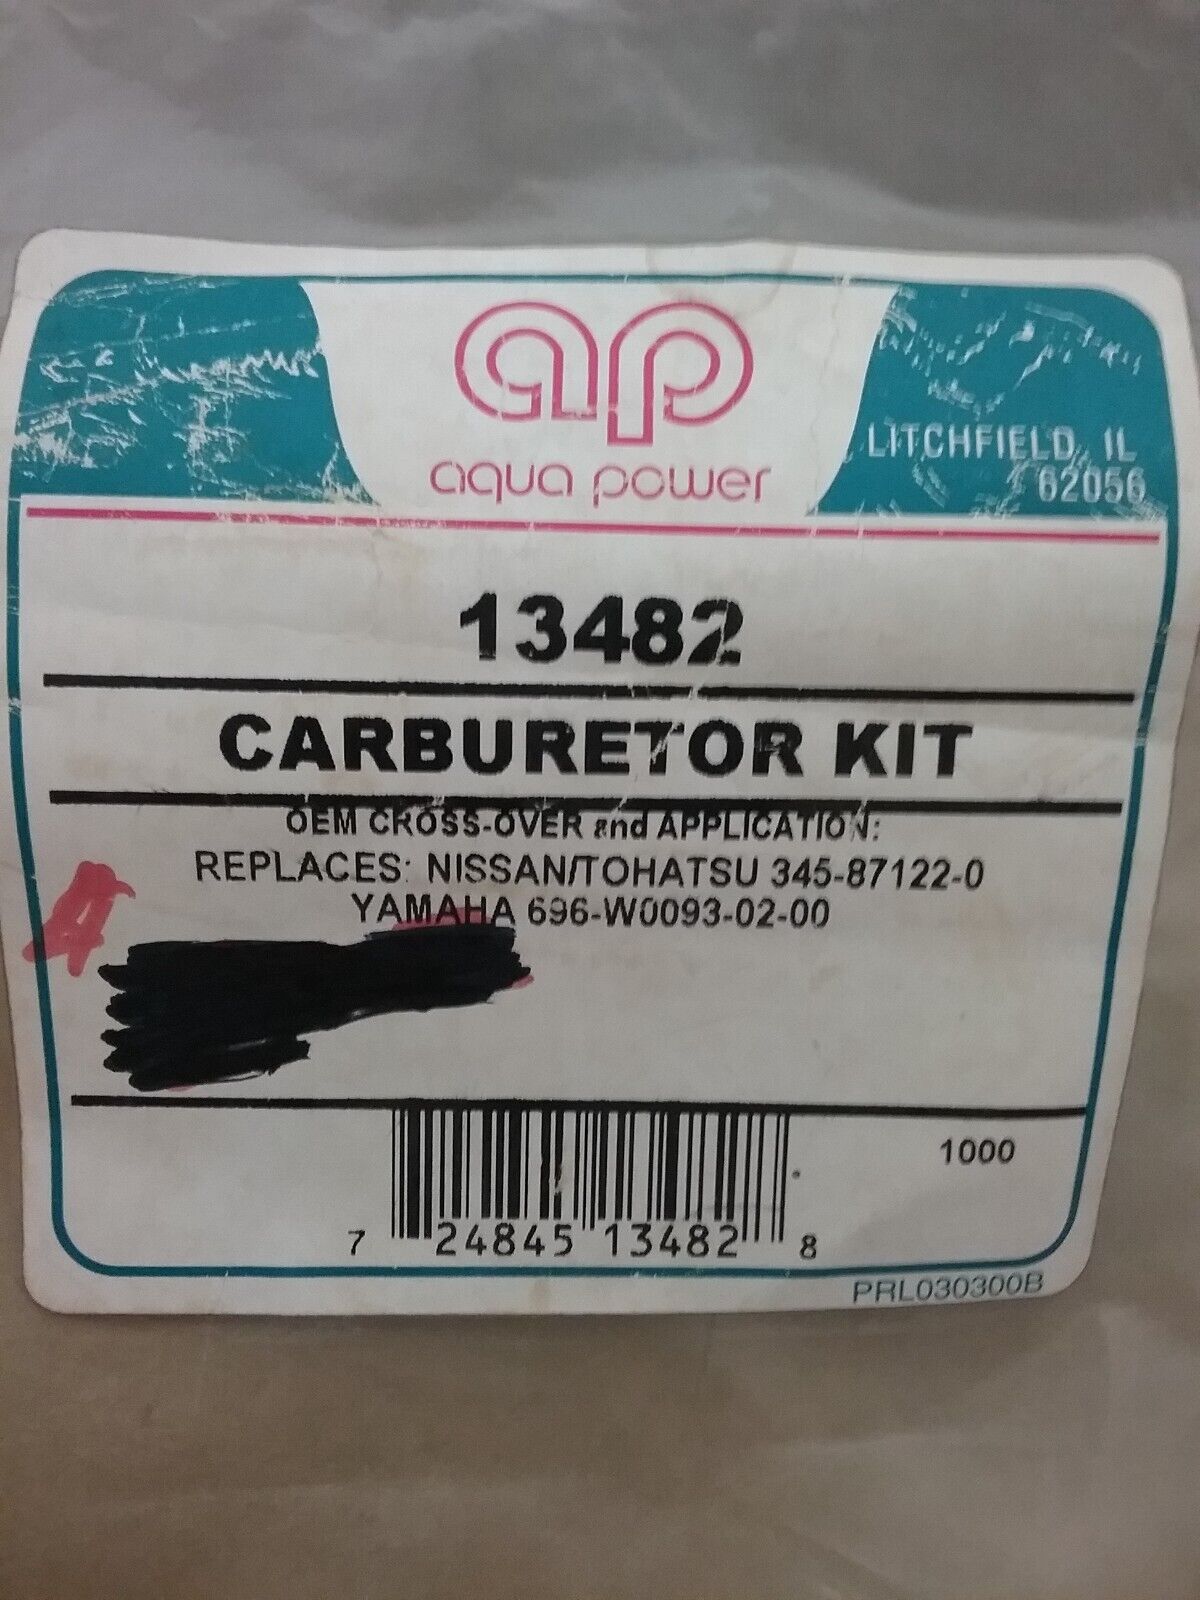 ap
aqua power
LITCHFIELD, IL
62056
13482
CARBURETOR KIT
OEM CROSS-OVER and APPLICATION:
REPLACES: NISSAN/TOHATSU 345-87122-0
YAMAHA 696-W0093-02-00
A
1000
7 24845 13482 8
PRL030300B